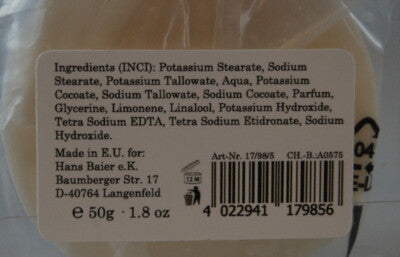 Ingredients (INCI): Potassium Stearate, Sodium
Stearate, Potassium Tallowate, Aqua, Potassium
Cocoate, Sodium Tallowate, Sodium Cocoate, Parfum,
Glycerine, Limonene, Linalool, Potassium Hydroxide,
Tetra Sodium EDTA, Tetra Sodium Etidronate, Sodium
Hydroxide.
Made in E.U. for:
Hans Baier e.K.
Baumberger Str. 17
D-40764 Langenfeld
℮ 50g · 1.8 oz
12 M
Art-Nr. 17/98/5 CH.-B.:A0575
4 022941 179856
04